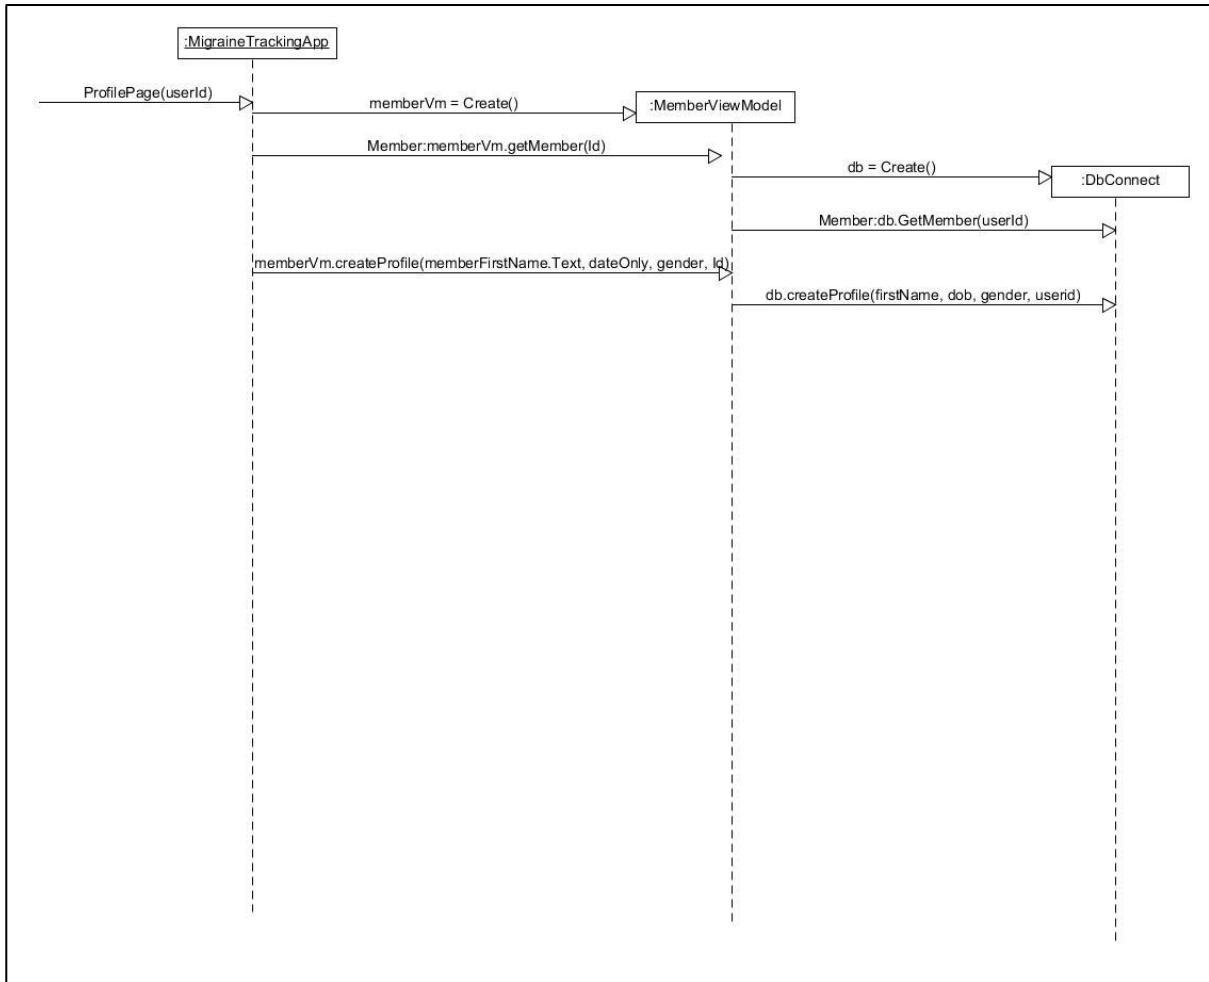 :MigraineTrackingApp
ProfilePage(userId)
memberVm = Create()
:MemberViewModel
Member:memberVm.getMember(Id)
db = Create()
:DbConnect
Member:db.GetMember(userId)
memberVm.createProfile(memberFirstName.Text, dateOnly, gender, Id)
db.createProfile(firstName, dob, gender, userid)